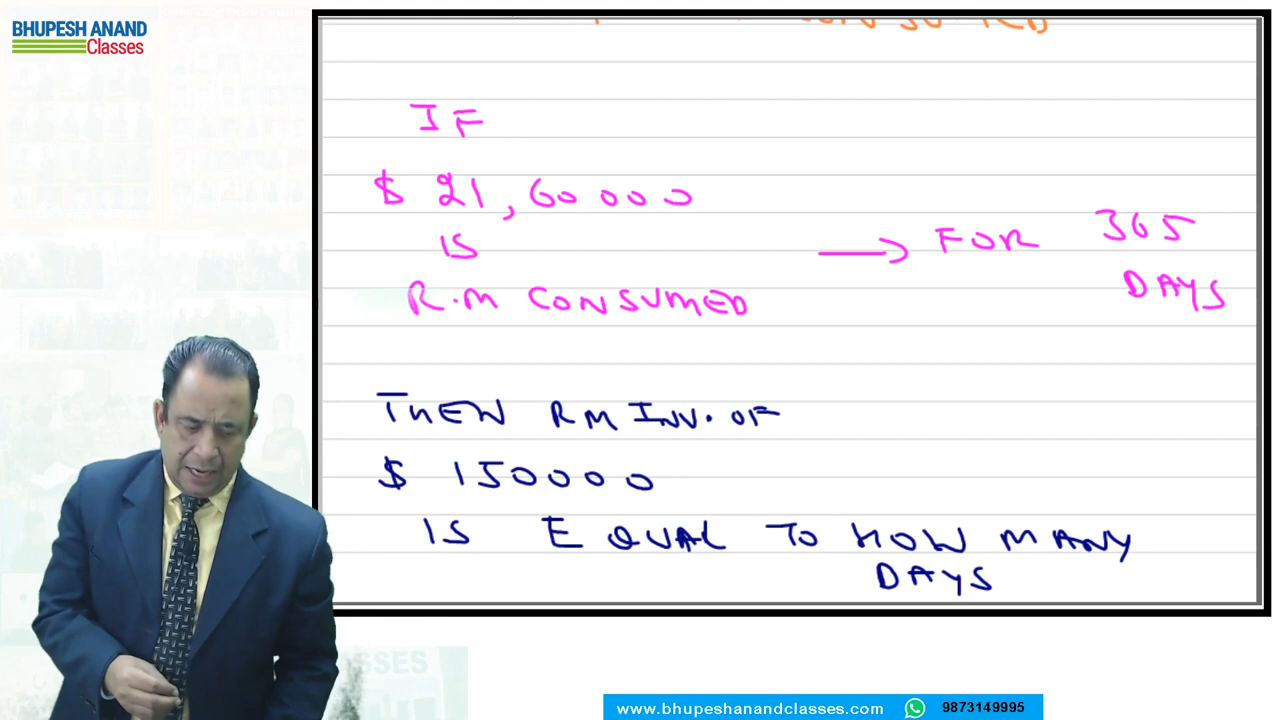 BHUPESH ANAND
Classes
IF
$ 21,60000
IS
R.M CONSUMED
→ FOR 365
DAYS
THEN RM INV. OF
$ 150000
IS EQUAL TO HOW MANY
DAYS
www.bhupeshanandclasses.com 9873149995